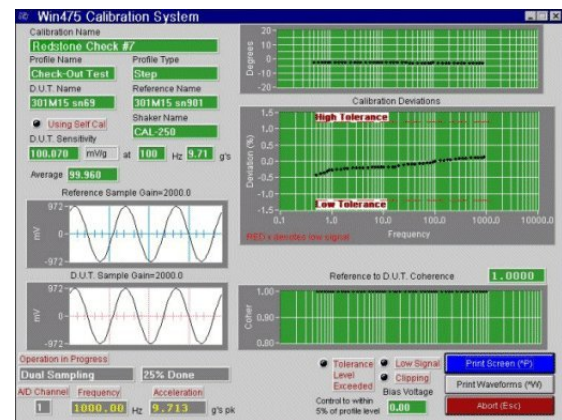 Win475 Calibration System
Calibration Name
Redstone Check #7
Profile Name
Profile Type
Check-Out Test
Step
D.U.T. Name
Reference Name
301M15 sn69
301M15 sn901
Using Self Cal
Shaker Name
CAL-250
D.U.T. Sensitivity
100.070 mV/g at 100 Hz 9.71 g's
Average 99.960
Reference Sample Gain=2000.0
972
mV
0
-972
D.U.T. Sample Gain=2000.0
972
mV
0
-972
Operation in Progress
Dual Sampling
25% Done
A/D Channel Frequency Acceleration
1 1000.00 Hz 9.713 g's pk
20
10
Degrees
0
-10
-20
Calibration Deviations
1.5
High Tolerance
1.0
0.5
Deviation (%)
0.0
-0.5
-1.0
Low Tolerance
-1.5
0.1 1.0 10.0 100.0 1000.0 10000.0
Frequency
RED's denotes low signal
Reference to D.U.T. Coherence 1.0000
1.00
Coher
0.90
0.80
Tolerance Level Exceeded
Low Signal
Clipping
Control to within 5% of profile level
Bias Voltage
0.00
Print Screen (^P)
Print Waveforms (^W)
Abort (Esc)